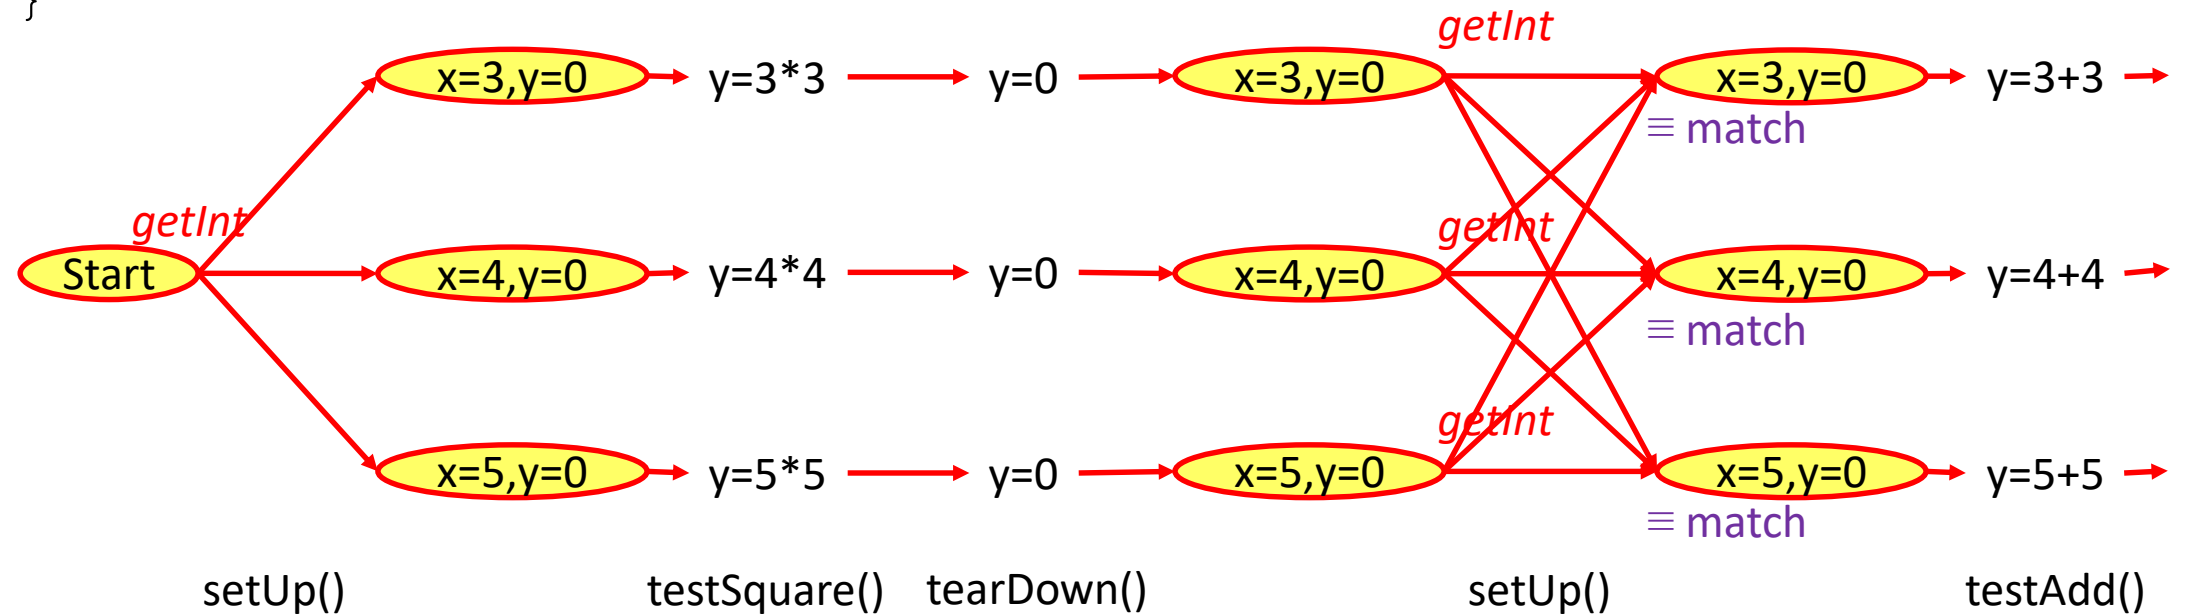 }
getInt
x=3,y=0 y=3*3 y=0 x=3,y=0 x=3,y=0 y=3+3
≡ match
getInt getInt
Start x=4,y=0 y=4*4 y=0 x=4,y=0 x=4,y=0 y=4+4
≡ match
getInt
x=5,y=0 y=5*5 y=0 x=5,y=0 x=5,y=0 y=5+5
≡ match
setUp() testSquare() tearDown() setUp() testAdd()